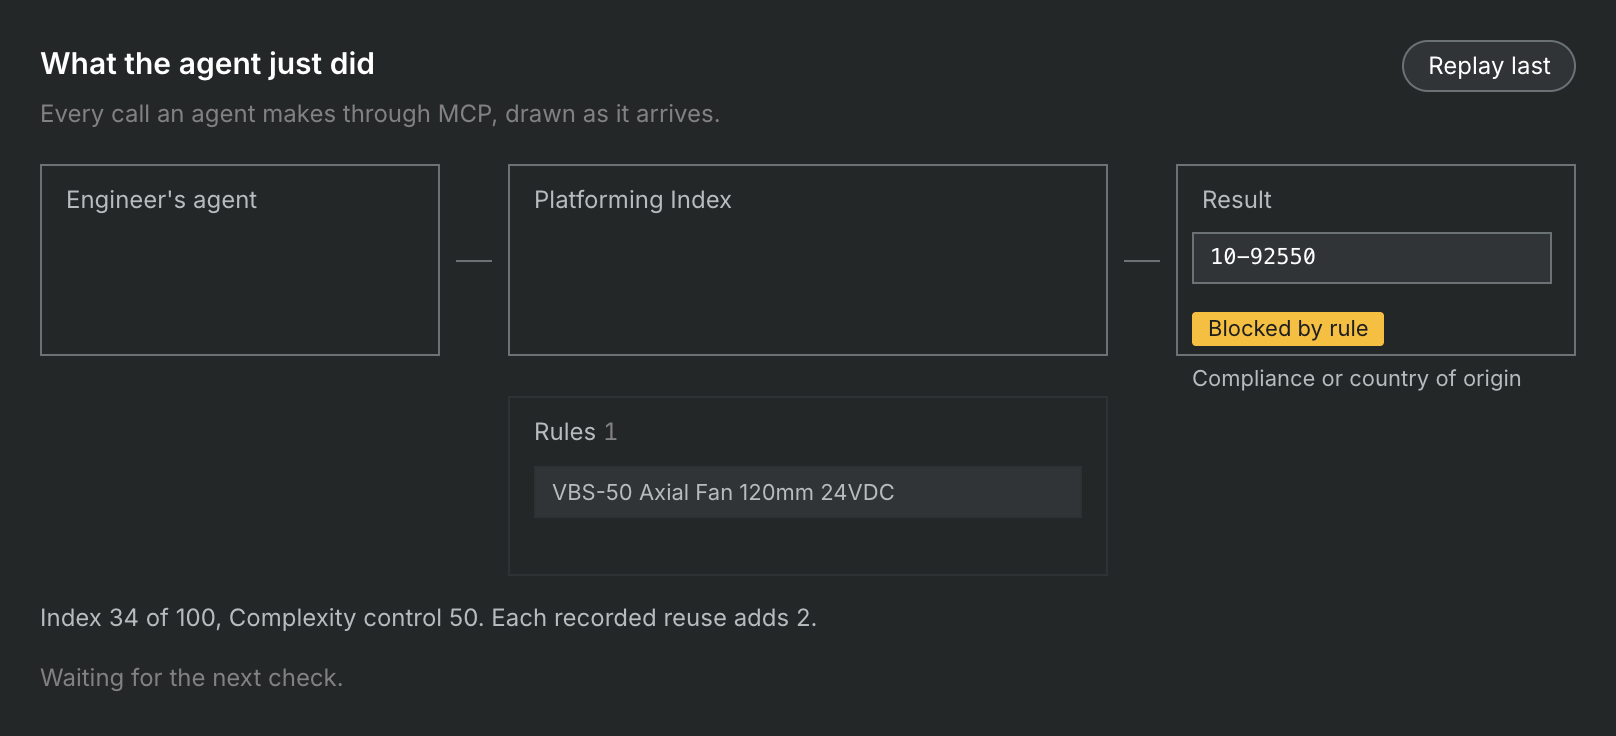 What the agent just did
Replay last
Every call an agent makes through MCP, drawn as it arrives.
Engineer's agent
Platforming Index
Result
10–92550
Blocked by rule
Compliance or country of origin
Rules 1
VBS-50 Axial Fan 120mm 24VDC
Index 34 of 100, Complexity control 50. Each recorded reuse adds 2.
Waiting for the next check.